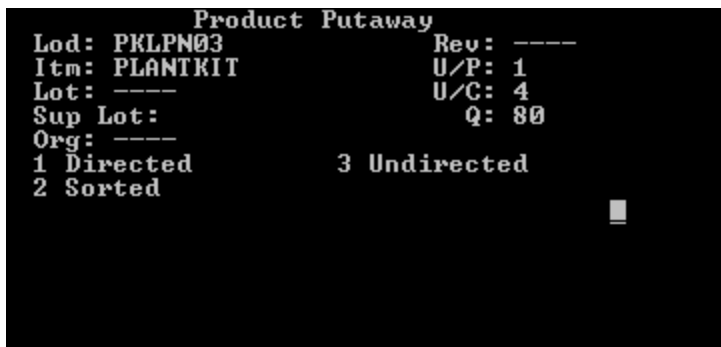 Product Putaway
Lod: PKLPN03 Rev: ----
Itm: PLANTKIT U/P: 1
Lot: ---- U/C: 4
Sup Lot: Q: 80
Org: ----
1 Directed 3 Undirected
2 Sorted